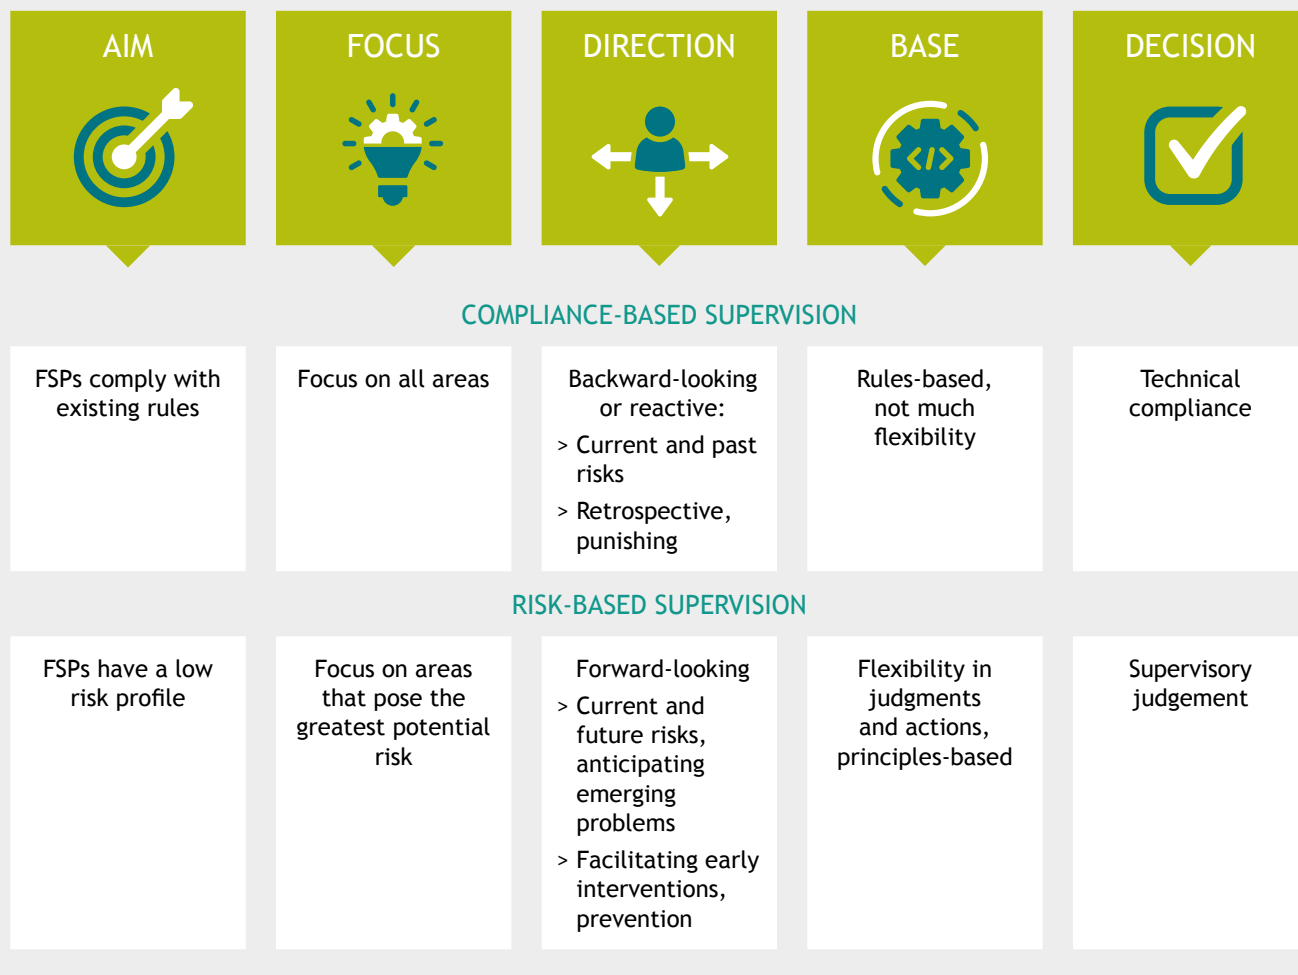 AIM
FOCUS
DIRECTION
BASE
DECISION
</>
COMPLIANCE-BASED SUPERVISION
FSPs comply with
existing rules
Focus on all areas
Backward-looking
or reactive:
> Current and past
risks
> Retrospective,
punishing
Rules-based,
not much
flexibility
Technical
compliance
RISK-BASED SUPERVISION
FSPs have a low
risk profile
Focus on areas
that pose the
greatest potential
risk
Forward-looking
> Current and
future risks,
anticipating
emerging
problems
> Facilitating early
interventions,
prevention
Flexibility in
judgments
and actions,
principles-based
Supervisory
judgement